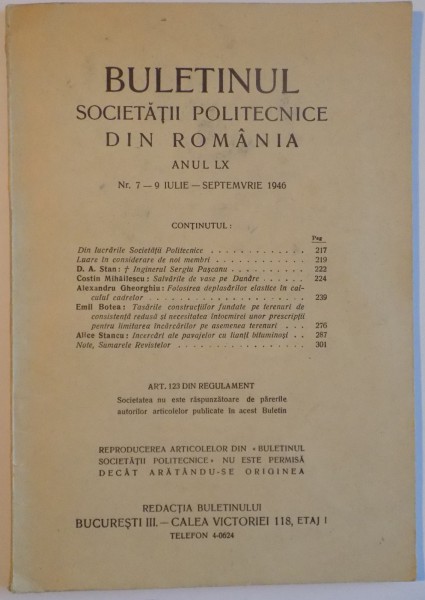 BULETINUL
SOCIETĂȚII POLITECNICE
DIN ROMÂNIA
ANUL LX
Nr. 7 — 9 IULIE — SEPTEMVRIE 1946
CONȚINUTUL :
Pag
Din lucrările Societății Politecnice . . . . . . . . . . . . . 217
Luare în considerare de noi membri . . . . . . . . . . . . 219
D. A. Stan : † Inginerul Sergiu Pașcanu . . . . . . . . . 222
Costin Mihăilescu : Salvările de vase pe Dunăre . . . . . . 224
Alexandru Gheorghiu : Folosirea deplasărilor elastice în cal-
culul cadrelor . . . . . . . . . . . . . . . . . . . 239
Emil Botea : Tasările construcțiilor fundate pe terenuri de
consistență redusă și necesitatea întocmirei unor prescripții
pentru limitarea încărcărilor pe asemenea terenuri . . . 276
Alice Stancu : Incercări ale pavajelor cu lianți bituminoși . . 287
Note, Sumarele Revistelor . . . . . . . . . . . . . . . . 301
ART. 123 DIN REGULAMENT
Societatea nu este răspunzătoare de părerile
autorilor articolelor publicate în acest Buletin
REPRODUCEREA ARTICOLELOR DIN « BULETINUL
SOCIETĂȚII POLITECNICE » NU ESTE PERMISĂ
DECÂT ARĂTÂNDU-SE ORIGINEA
REDACȚIA BULETINULUI
BUCUREȘTI III. — CALEA VICTORIEI 118, ETAJ I
TELEFON 4-0624